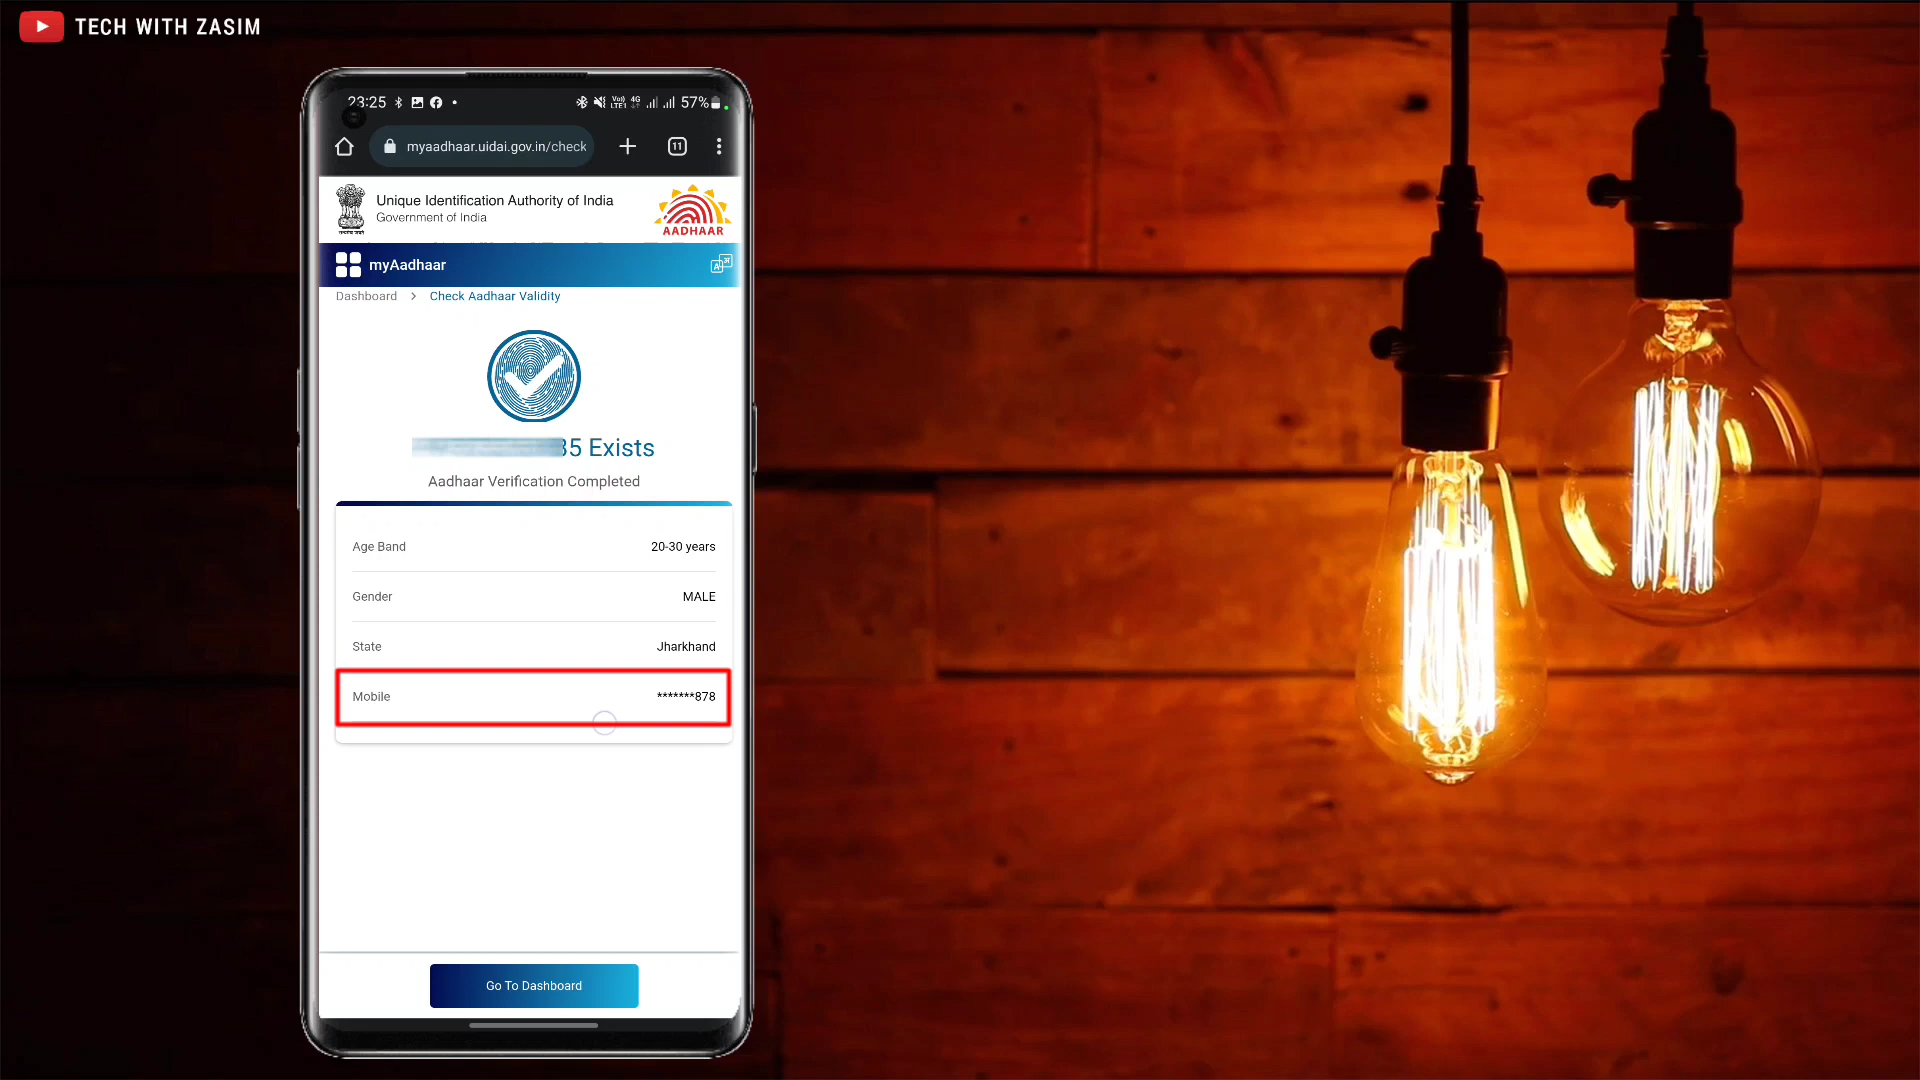 TECH WITH ZASIM
23:25
57%
myaadhaar.uidai.gov.in/check
11
Unique Identification Authority of India
Government of India
AADHAAR
myAadhaar
Dashboard > Check Aadhaar Validity
35 Exists
Aadhaar Verification Completed
Age Band 20-30 years
Gender MALE
State Jharkhand
Mobile *******878
Go To Dashboard